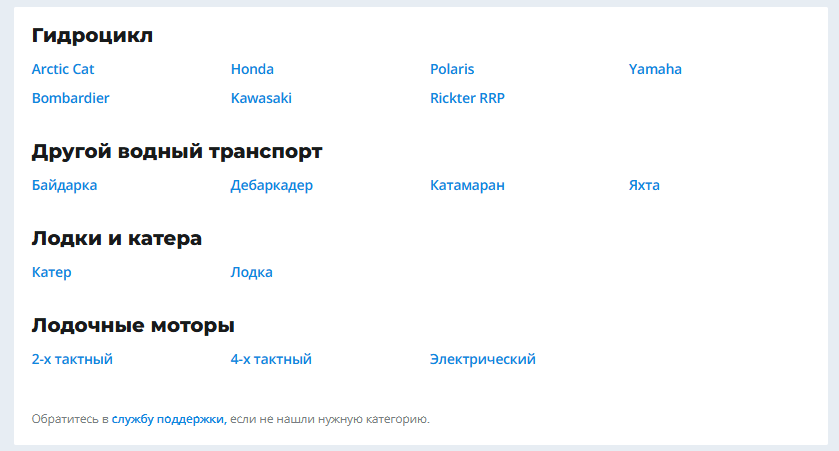 Гидроцикл
Arctic Cat Honda Polaris Yamaha
Bombardier Kawasaki Rickter RRP
Другой водный транспорт
Байдарка Дебаркадер Катамаран Яхта
Лодки и катера
Катер Лодка
Лодочные моторы
2-х тактный 4-х тактный Электрический
Обратитесь в службу поддержки, если не нашли нужную категорию.